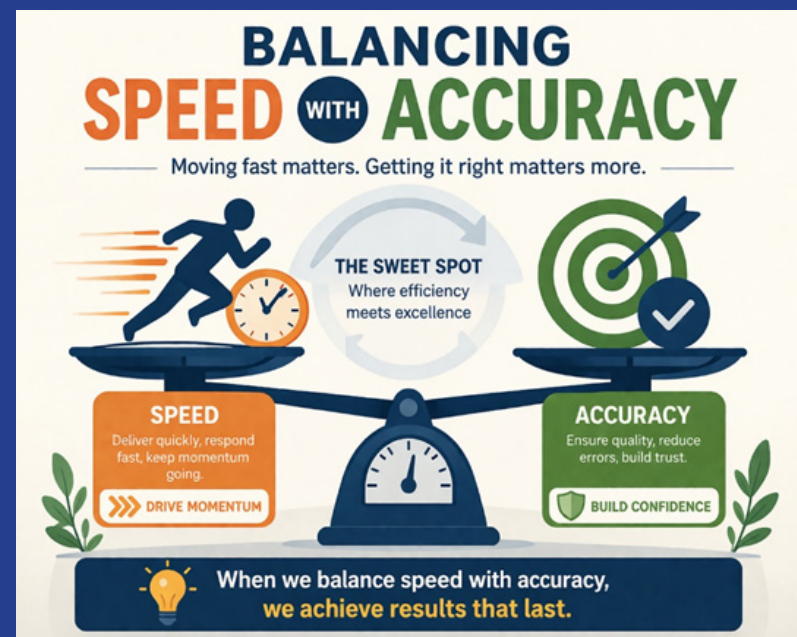 BALANCING
SPEED WITH ACCURACY
Moving fast matters. Getting it right matters more.
THE SWEET SPOT
Where efficiency
meets excellence
SPEED
Deliver quickly, respond
fast, keep momentum
going.
DRIVE MOMENTUM
ACCURACY
Ensure quality, reduce
errors, build trust.
BUILD CONFIDENCE
When we balance speed with accuracy,
we achieve results that last.